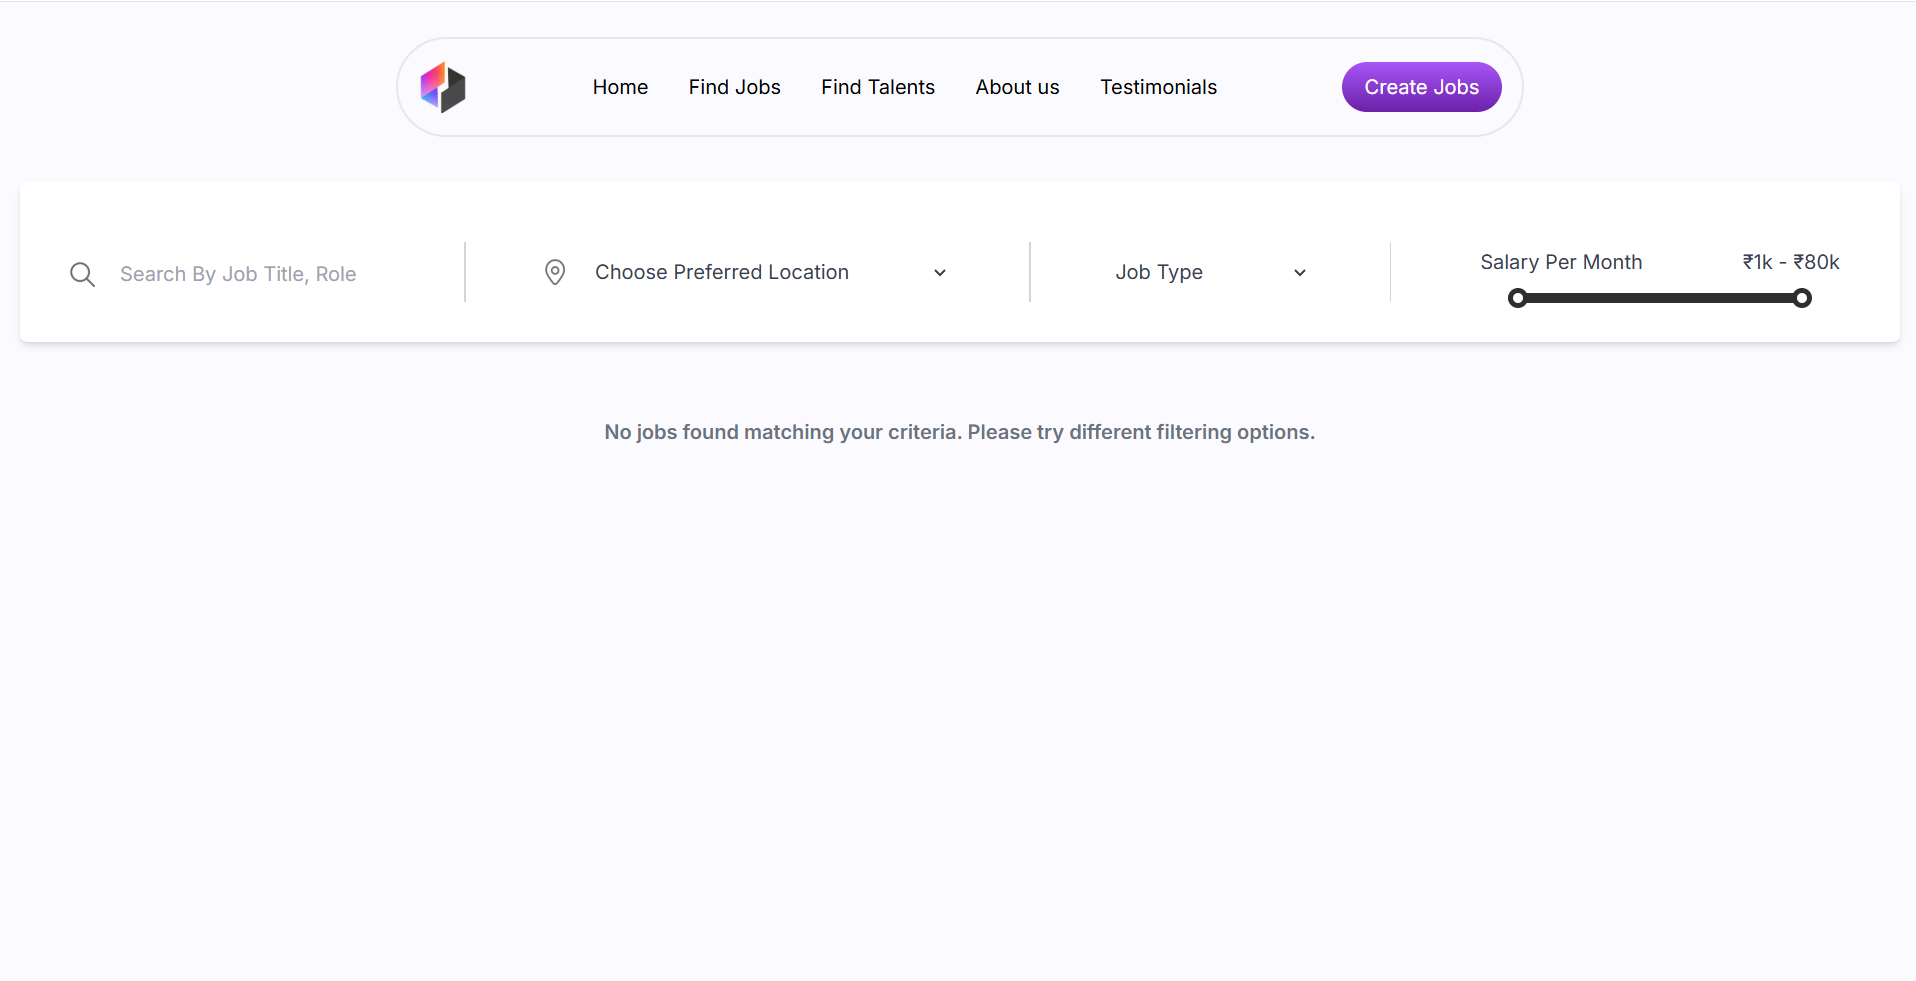 Home
Find Jobs
Find Talents
About us
Testimonials
Create Jobs
Search By Job Title, Role
Choose Preferred Location
Job Type
Salary Per Month
₹1k - ₹80k
No jobs found matching your criteria. Please try different filtering options.